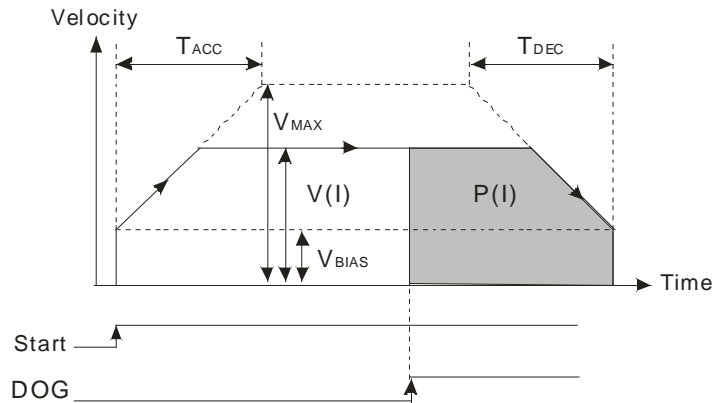 Velocity
TACC
TDEC
VMAX
V(I)
P(I)
VBIAS
Time
Start
DOG